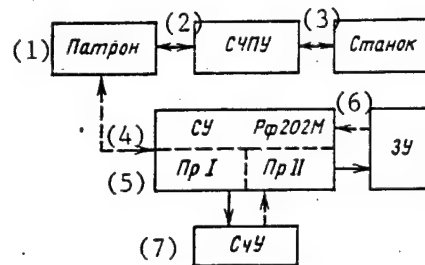 (1) Патрон (2) СЧПУ (3) Станок
(4) СУ Рф202М (6) ЗУ
(5) Пр I Пр II
(7) СчУ